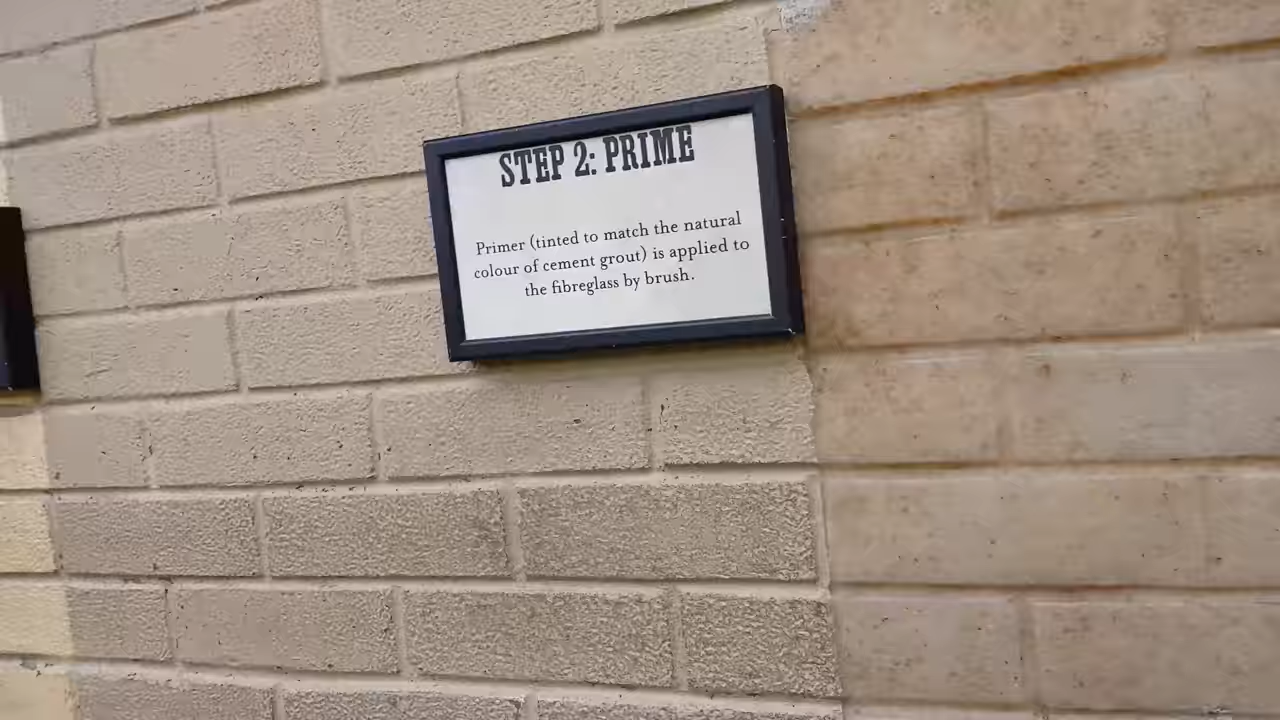 STEP 2: PRIME
Primer (tinted to match the natural
colour of cement grout) is applied to
the fibreglass by brush.